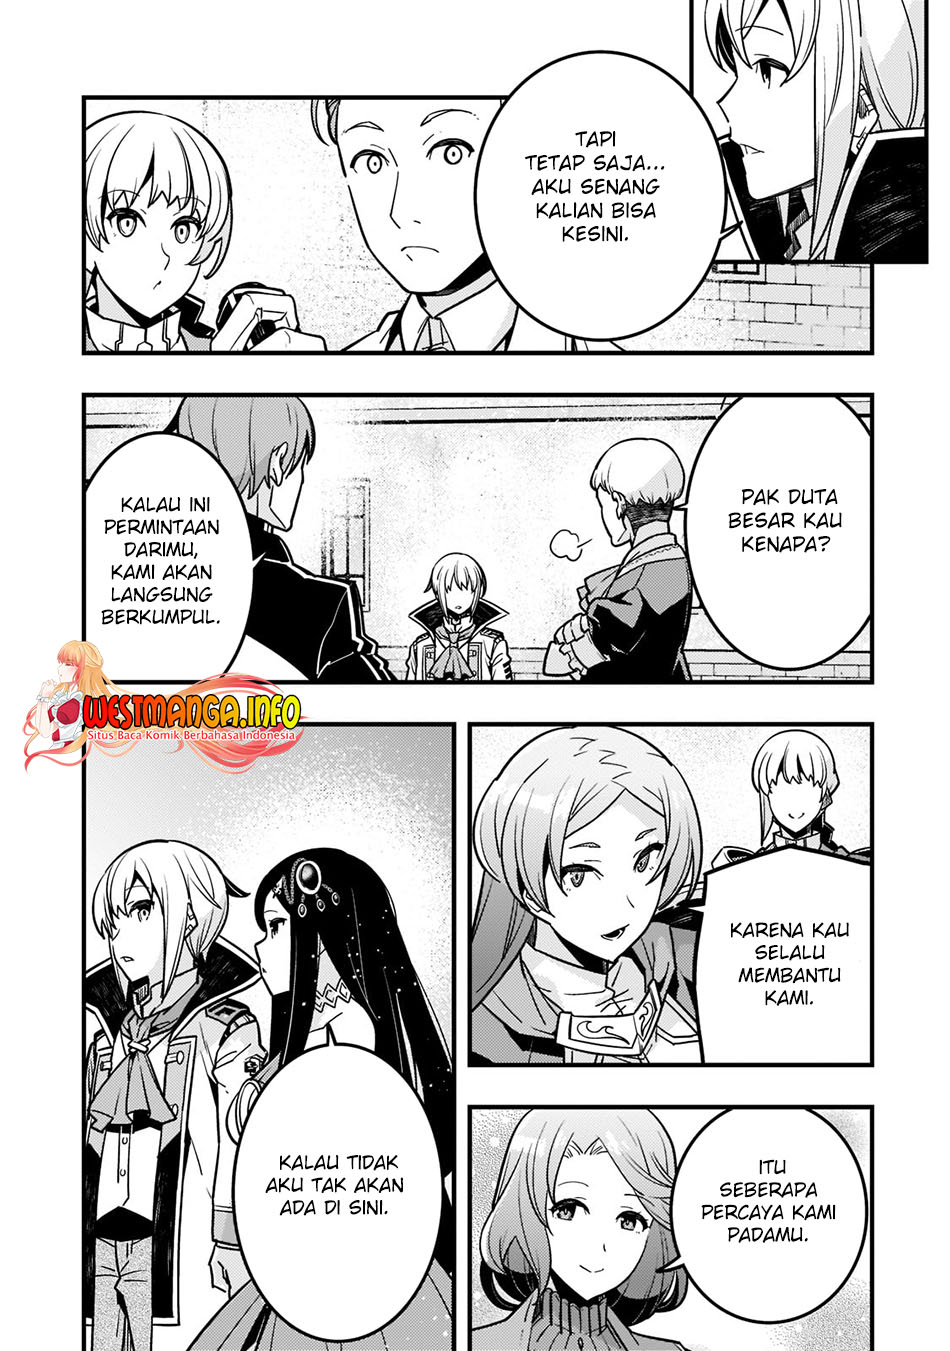 TAPI
TETAP SAJA...
AKU SENANG
KALIAN BISA
KESINI.
PAK DUTA
BESAR KAU
KENAPA?
KALAU INI
PERMINTAAN
DARIMU,
KAMI AKAN
LANGSUNG
BERKUMPUL.
WESTMANGA.INFO
Situs Baca Komik Berbahasa Indonesia
KARENA KAU
SELALU
MEMBANTU
KAMI.
KALAU TIDAK
AKU TAK AKAN
ADA DI SINI.
ITU
SEBERAPA
PERCAYA KAMI
PADAMU.